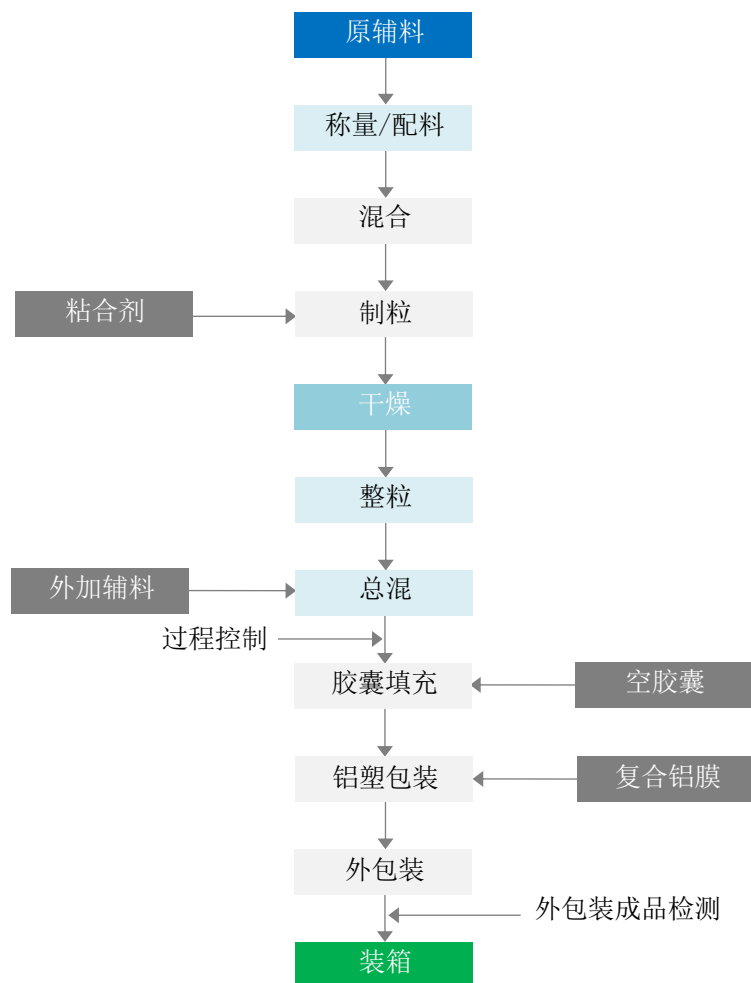 原辅料
称量/配料
混合
粘合剂
制粒
干燥
整粒
外加辅料
总混
过程控制
胶囊填充
空胶囊
铝塑包装
复合铝膜
外包装
外包装成品检测
装箱